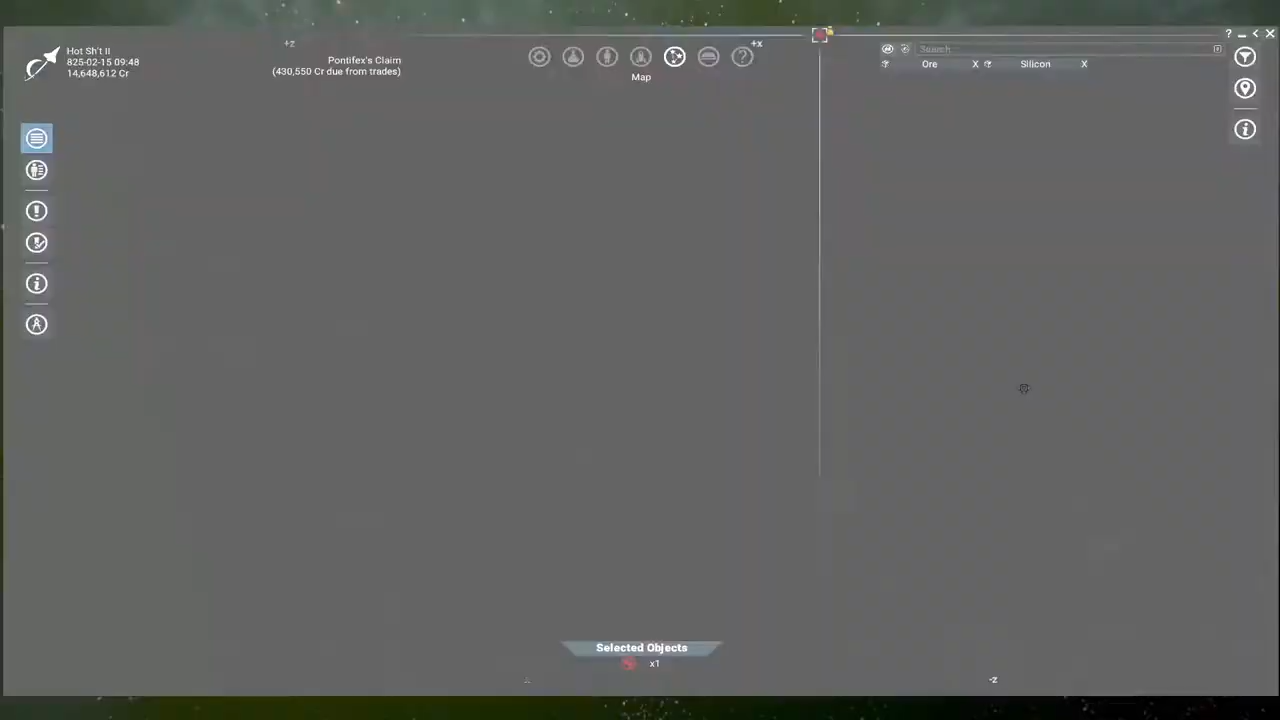 +z
+x
Hot Sh't II
825-02-15 09:48
14,648,612 Cr
Pontifex's Claim
(430,550 Cr due from trades)
Map
Search
Ore X
Silicon X
Selected Objects
x1
-z